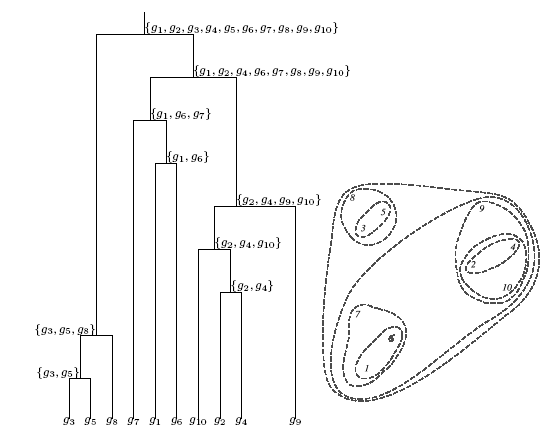 {g1, g2, g3, g4, g5, g6, g7, g8, g9, g10}
{g1, g2, g4, g6, g7, g8, g9, g10}
{g1, g6, g7}
{g1, g6}
{g2, g4, g9, g10}
{g2, g4, g10}
{g2, g4}
{g3, g5, g8}
{g3, g5}
g3 g5 g8 g7 g1 g6 g10 g2 g4 g9
8
5
3
9
4
2
10
7
6
1